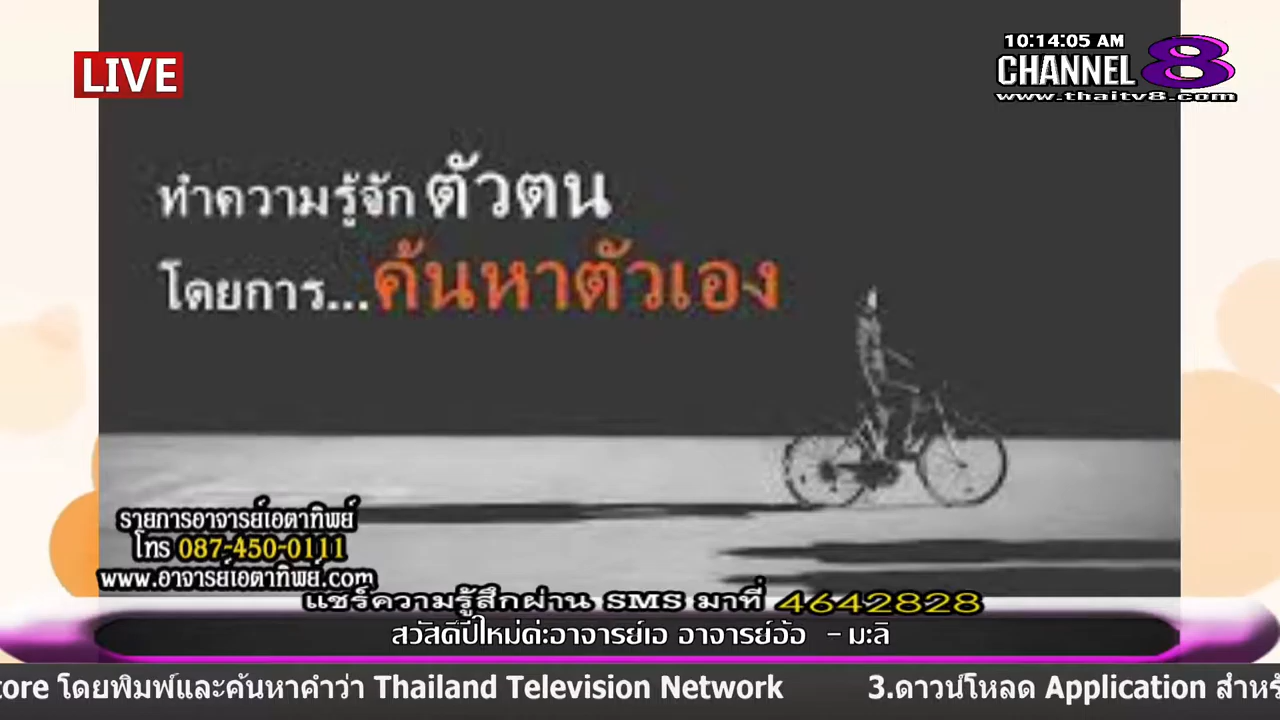 LIVE
10:14:05 AM
CHANNEL 8
www.thaitv8.com
ทำความรู้จัก ตัวตน
โดยการ...ค้นหาตัวเอง
รายการอาจารย์เอตาทิพย์
โทร 087-450-0111
www.อาจารย์เอตาทิพย์.com
แชร์ความรู้สึกผ่าน SMS มาที่ 4642828
สวัสดีปีใหม่ค่ะอาจารย์เอ อาจารย์อ้อ - มะลิ
tore โดยพิมพ์และค้นหาคำว่า Thailand Television Network 3.ดาวน์โหลด Application สำหรั